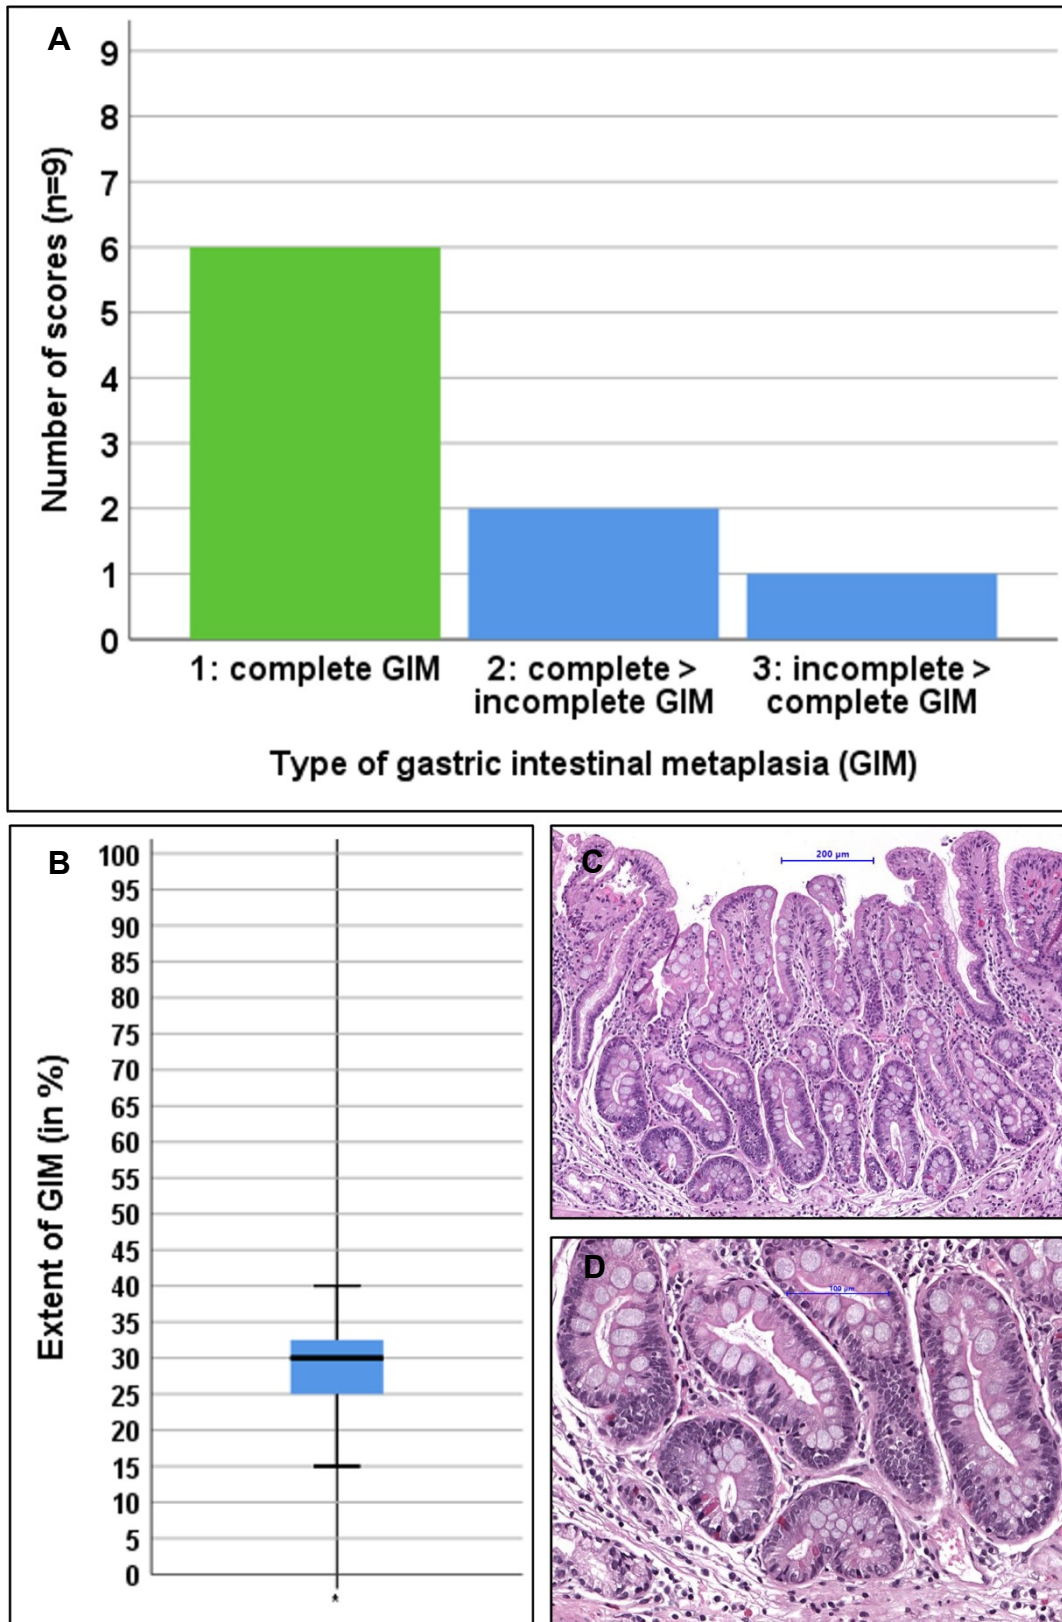 A
Number of scores (n=9)
9
8
7
6
5
4
3
2
1
0
1: complete GIM
2: complete >
incomplete GIM
3: incomplete >
complete GIM
Type of gastric intestinal metaplasia (GIM)
B
Extent of GIM (in %)
100
95
90
85
80
75
70
65
60
55
50
45
40
35
30
25
20
15
10
5
0
*
C
200 µm
D
100 µm